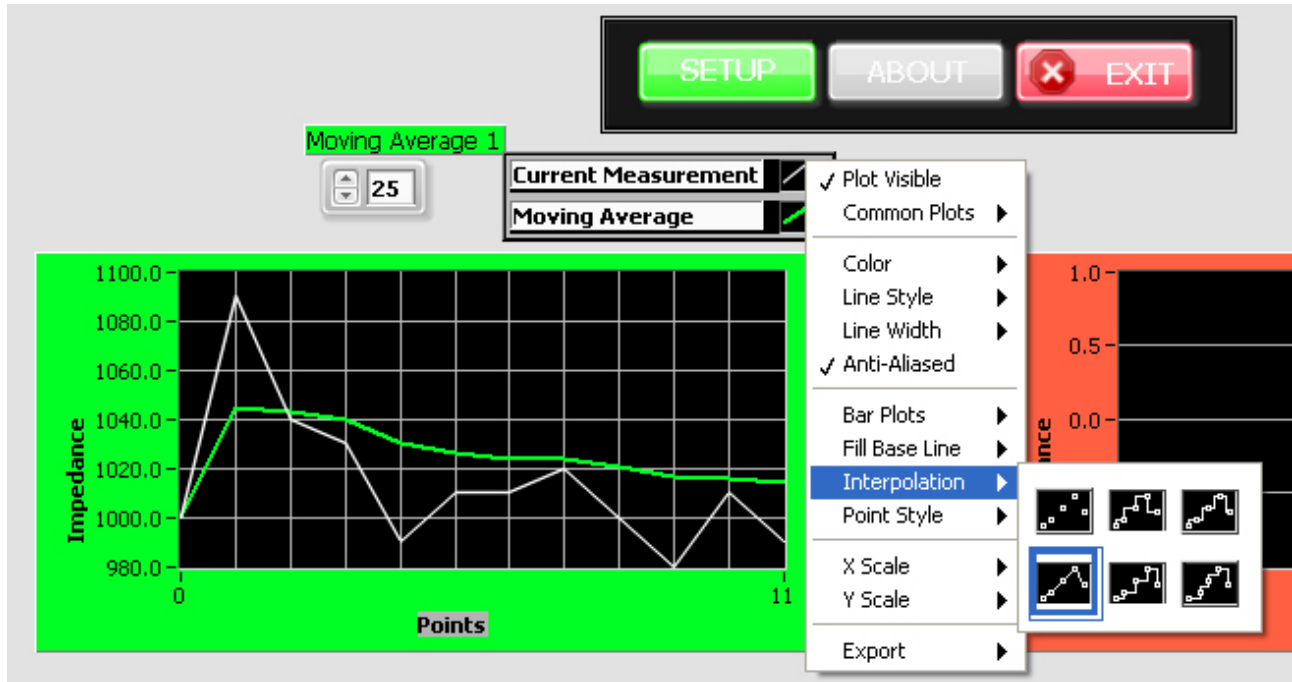 SETUP ABOUT EXIT
Moving Average 1
25
Current Measurement
Moving Average
Plot Visible
Common Plots
Color
Line Style
Line Width
Anti-Aliased
Bar Plots
Fill Base Line
Interpolation
Point Style
X Scale
Y Scale
Export
1100.0
1080.0
1060.0
1040.0
1020.0
1000.0
980.0
Impedance
0 11
Points
1.0
0.5
0.0